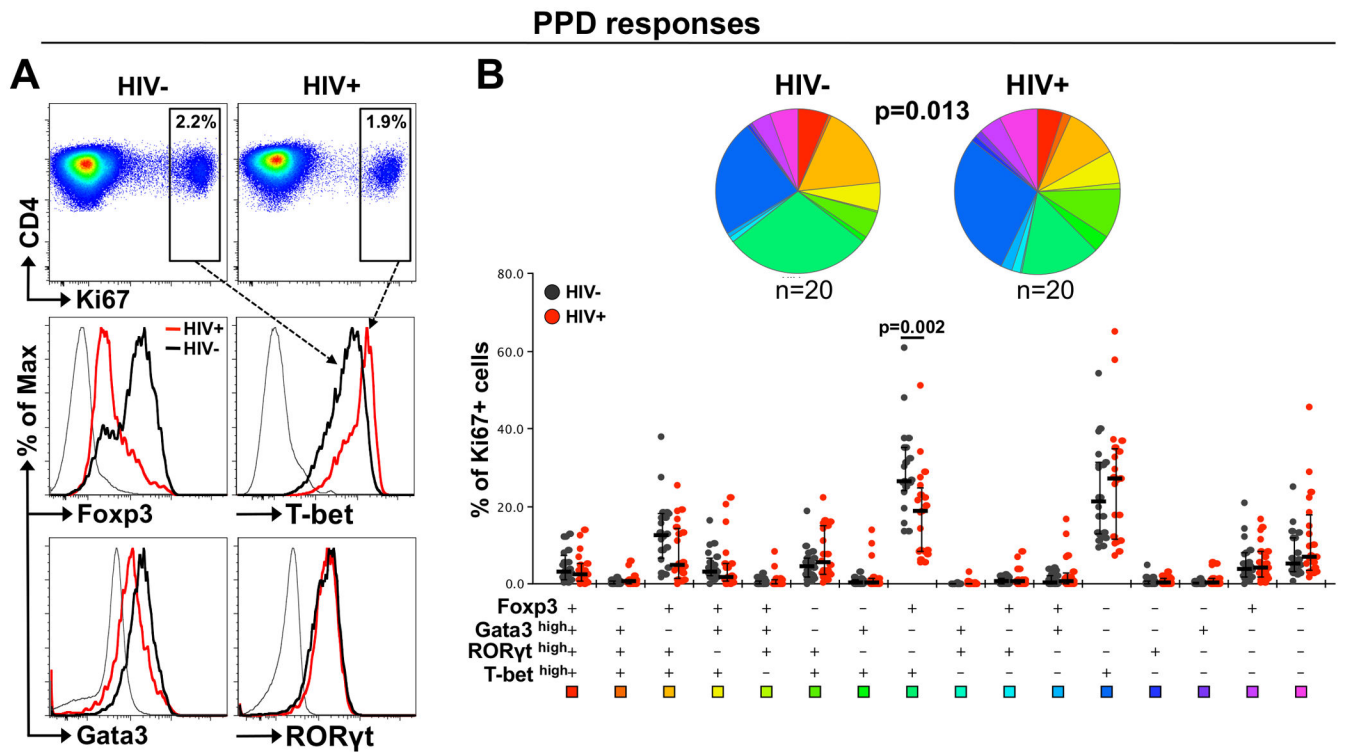 PPD responses
A
HIV-
HIV+
2.2%
1.9%
CD4
Ki67
HIV+
HIV-
% of Max
Foxp3
T-bet
Gata3
RORγt
B
HIV-
p=0.013
HIV+
n=20
n=20
HIV-
HIV+
p=0.002
% of Ki67+ cells
80.0
60.0
40.0
20.0
0.0
Foxp3 + − + + + − − + − + + − − − + −
Gata3 high + + − + + − + − + − + − − + − −
RORγt high + + + − + + − − + + − − + − − −
T-bet high + + + + − + + + − − − + − − − −